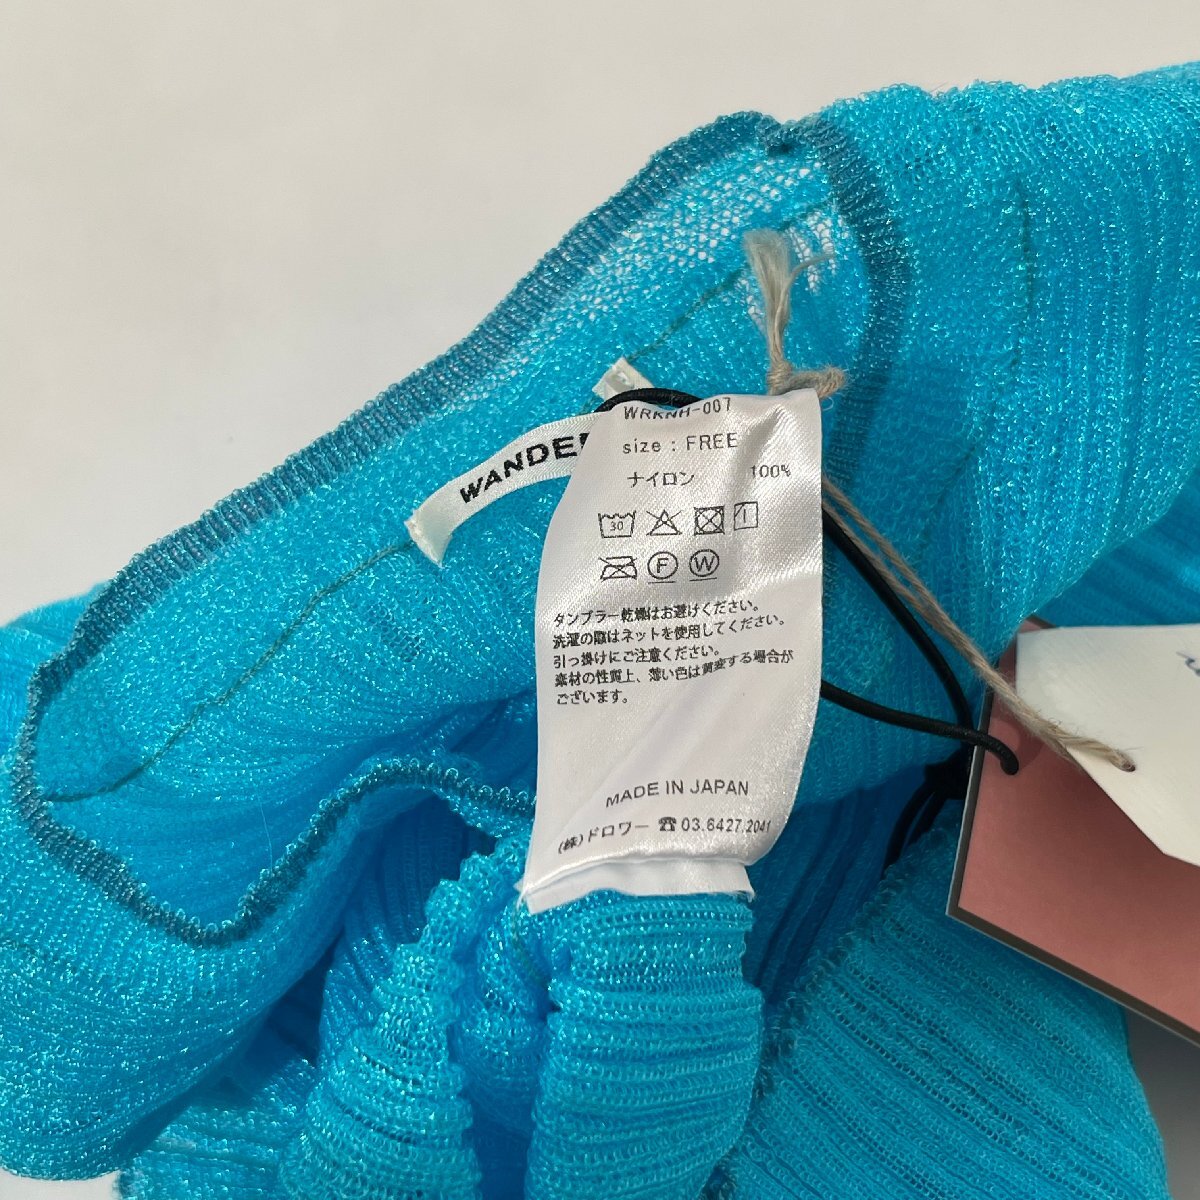 WRKNH-007
size : FREE
ナイロン 100%
WANDE
30
F W
タンブラー乾燥はお避けください。
洗濯の際はネットを使用してください。
引っ掛けにご注意ください。
素材の性質上、薄い色は黄変する場合が
ございます。
MADE IN JAPAN
(株)ドロワー ☎ 03.6427.2041